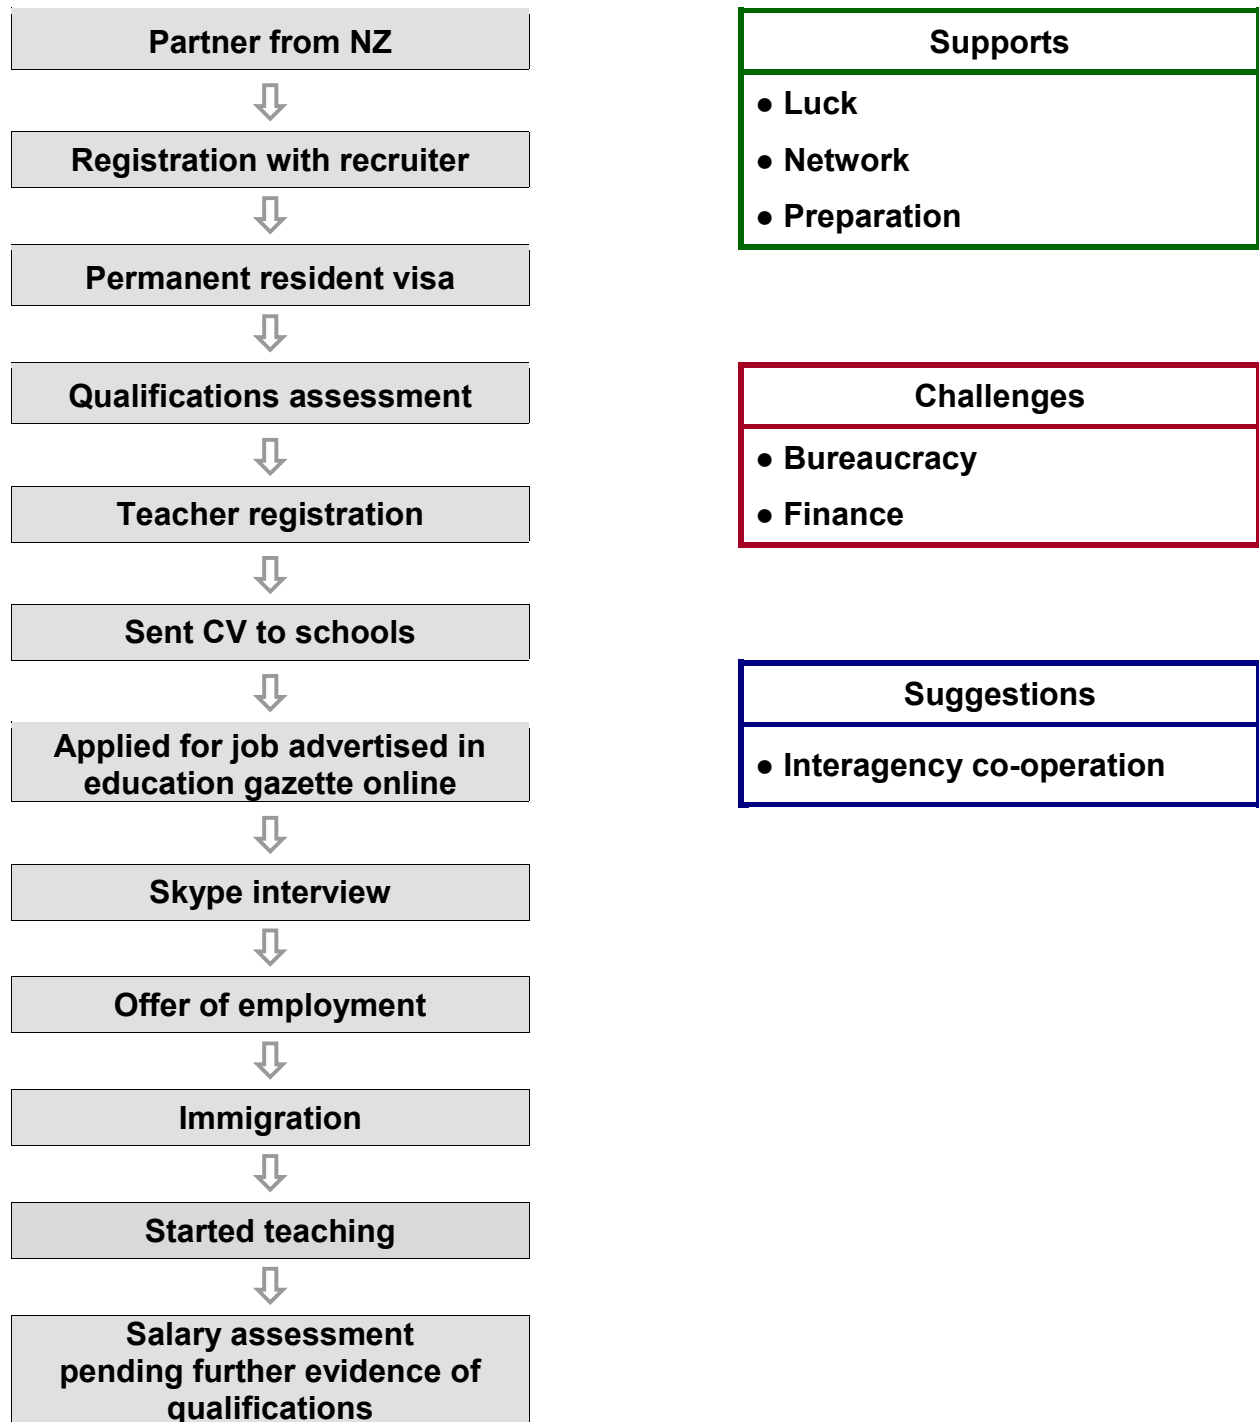 Partner from NZ
Registration with recruiter
Permanent resident visa
Qualifications assessment
Teacher registration
Sent CV to schools
Applied for job advertised in
education gazette online
Skype interview
Offer of employment
Immigration
Started teaching
Salary assessment
pending further evidence of
qualifications
Supports
● Luck
● Network
● Preparation
Challenges
● Bureaucracy
● Finance
Suggestions
● Interagency co-operation